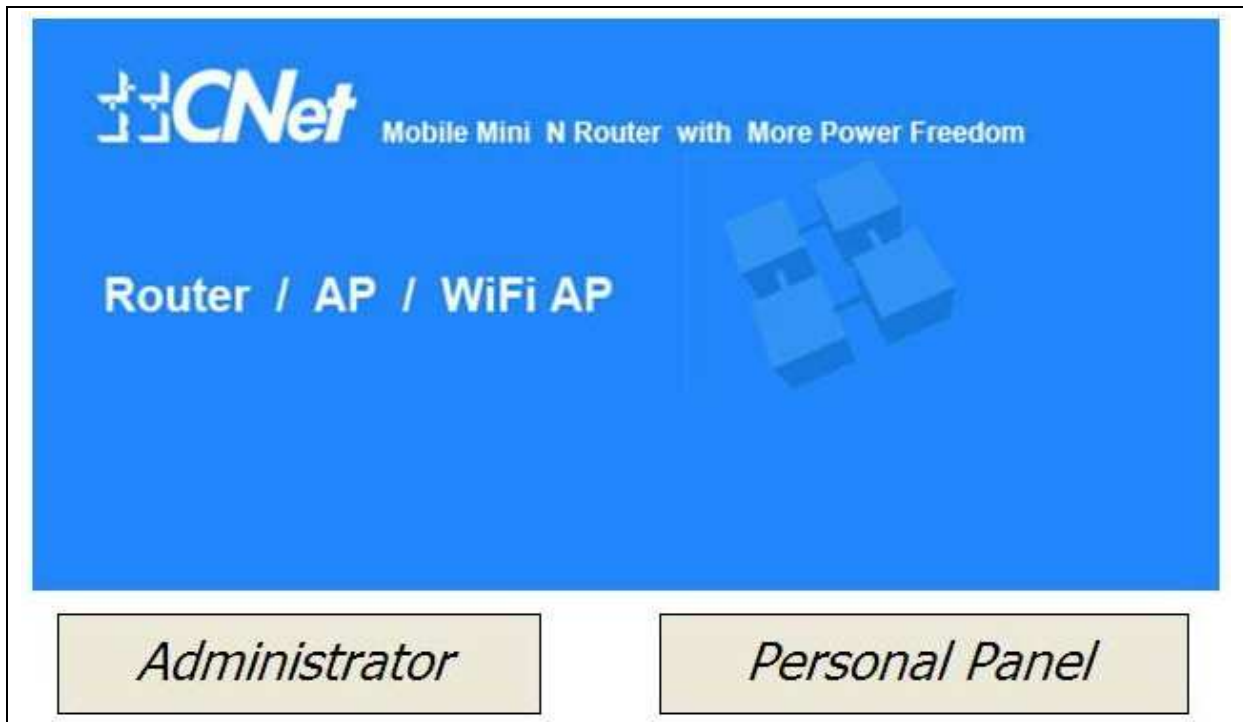 CNet Mobile Mini N Router with More Power Freedom
Router / AP / WiFi AP
Administrator
Personal Panel